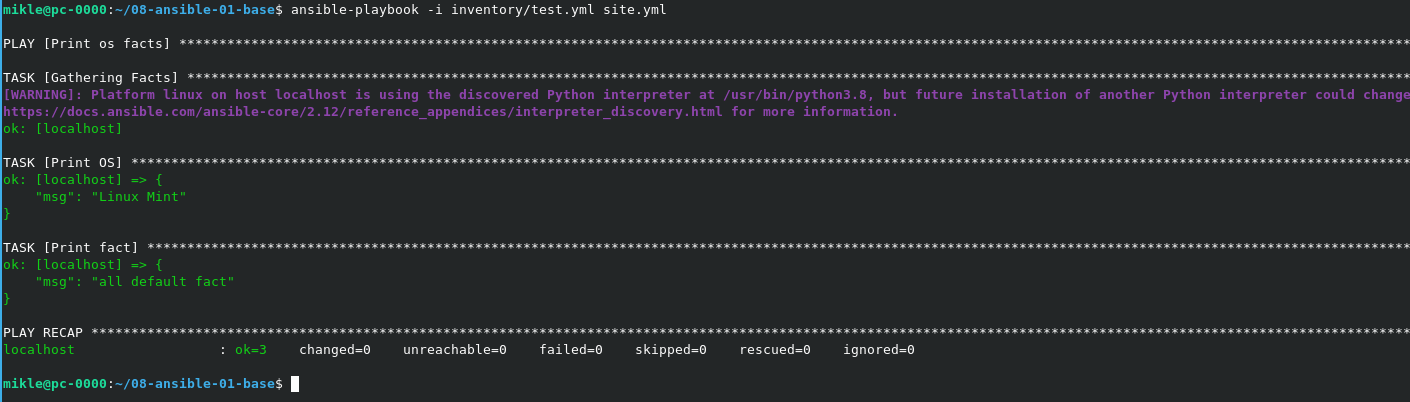 mikle@pc-0000:~/08-ansible-01-base$ ansible-playbook -i inventory/test.yml site.yml
PLAY [Print os facts] **********************************************************************************************************************************************************
TASK [Gathering Facts] *********************************************************************************************************************************************************
[WARNING]: Platform linux on host localhost is using the discovered Python interpreter at /usr/bin/python3.8, but future installation of another Python interpreter could change
https://docs.ansible.com/ansible-core/2.12/reference_appendices/interpreter_discovery.html for more information.
ok: [localhost]
TASK [Print OS] ****************************************************************************************************************************************************************
ok: [localhost] => {
    "msg": "Linux Mint"
}
TASK [Print fact] **************************************************************************************************************************************************************
ok: [localhost] => {
    "msg": "all default fact"
}
PLAY RECAP *********************************************************************************************************************************************************************
localhost                  : ok=3    changed=0    unreachable=0    failed=0    skipped=0    rescued=0    ignored=0
mikle@pc-0000:~/08-ansible-01-base$